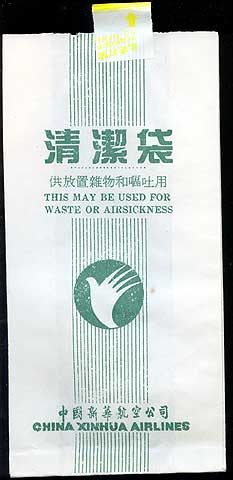 清潔袋
供放置雜物和嘔吐用
THIS MAY BE USED FOR
WASTE OR AIRSICKNESS
中國新華航空公司
CHINA XINHUA AIRLINES